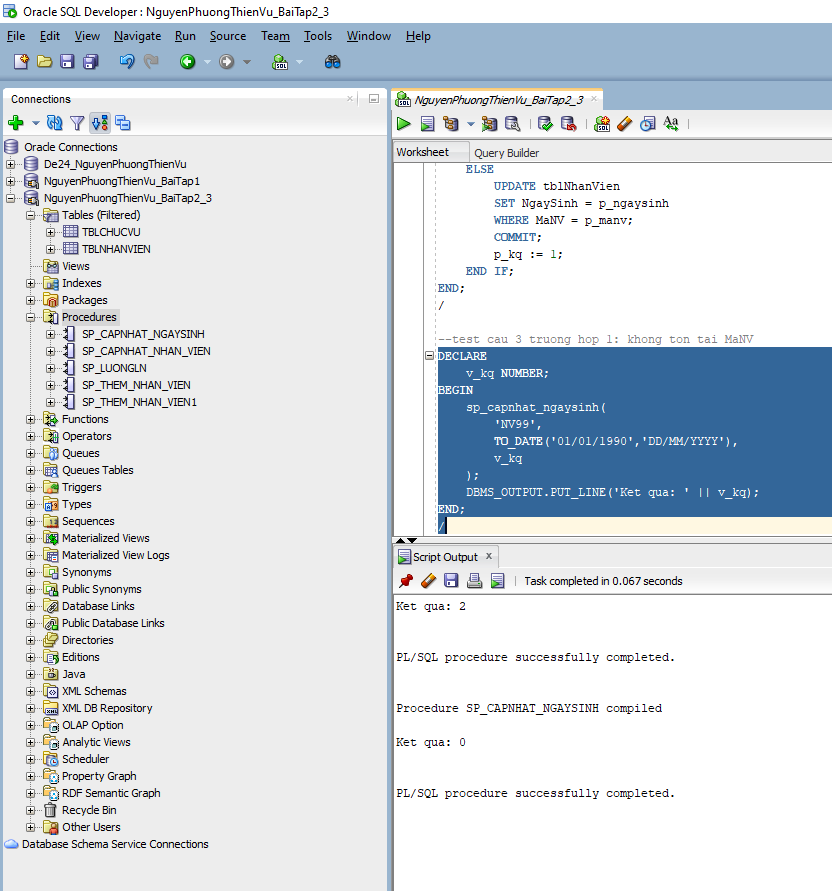 Oracle SQL Developer : NguyenPhuongThienVu_BaiTap2_3
File Edit View Navigate Run Source Team Tools Window Help
Connections
Oracle Connections
De24_NguyenPhuongThienVu
NguyenPhuongThienVu_BaiTap1
NguyenPhuongThienVu_BaiTap2_3
Tables (Filtered)
TBLCHUCVU
TBLNHANVIEN
Views
Indexes
Packages
Procedures
SP_CAPNHAT_NGAYSINH
SP_CAPNHAT_NHAN_VIEN
SP_LUONGLN
SP_THEM_NHAN_VIEN
SP_THEM_NHAN_VIEN1
Functions
Operators
Queues
Queues Tables
Triggers
Types
Sequences
Materialized Views
Materialized View Logs
Synonyms
Public Synonyms
Database Links
Public Database Links
Directories
Editions
Java
XML Schemas
XML DB Repository
OLAP Option
Analytic Views
Scheduler
Property Graph
RDF Semantic Graph
Recycle Bin
Other Users
Database Schema Service Connections
NguyenPhuongThienVu_BaiTap2_3
Worksheet Query Builder
ELSE
UPDATE tblNhanVien
SET NgaySinh = p_ngaysinh
WHERE MaNV = p_manv;
COMMIT;
p_kq := 1;
END IF;
END;
/
--test cau 3 truong hop 1: khong ton tai MaNV
DECLARE
v_kq NUMBER;
BEGIN
sp_capnhat_ngaysinh(
'NV99',
TO_DATE('01/01/1990','DD/MM/YYYY'),
v_kq
);
DBMS_OUTPUT.PUT_LINE('Ket qua: ' || v_kq);
END;
/
Script Output
Task completed in 0.067 seconds
Ket qua: 2
PL/SQL procedure successfully completed.
Procedure SP_CAPNHAT_NGAYSINH compiled
Ket qua: 0
PL/SQL procedure successfully completed.